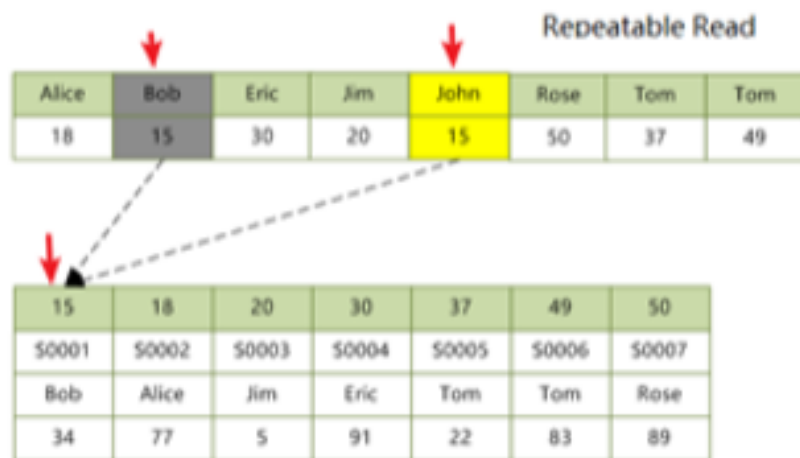 Repeatable Read
Alice Bob Eric Jim John Rose Tom Tom
18 15 30 20 15 50 37 49
15 18 20 30 37 49 50
S0001 S0002 S0003 S0004 S0005 S0006 S0007
Bob Alice Jim Eric Tom Tom Rose
34 77 5 91 22 83 89